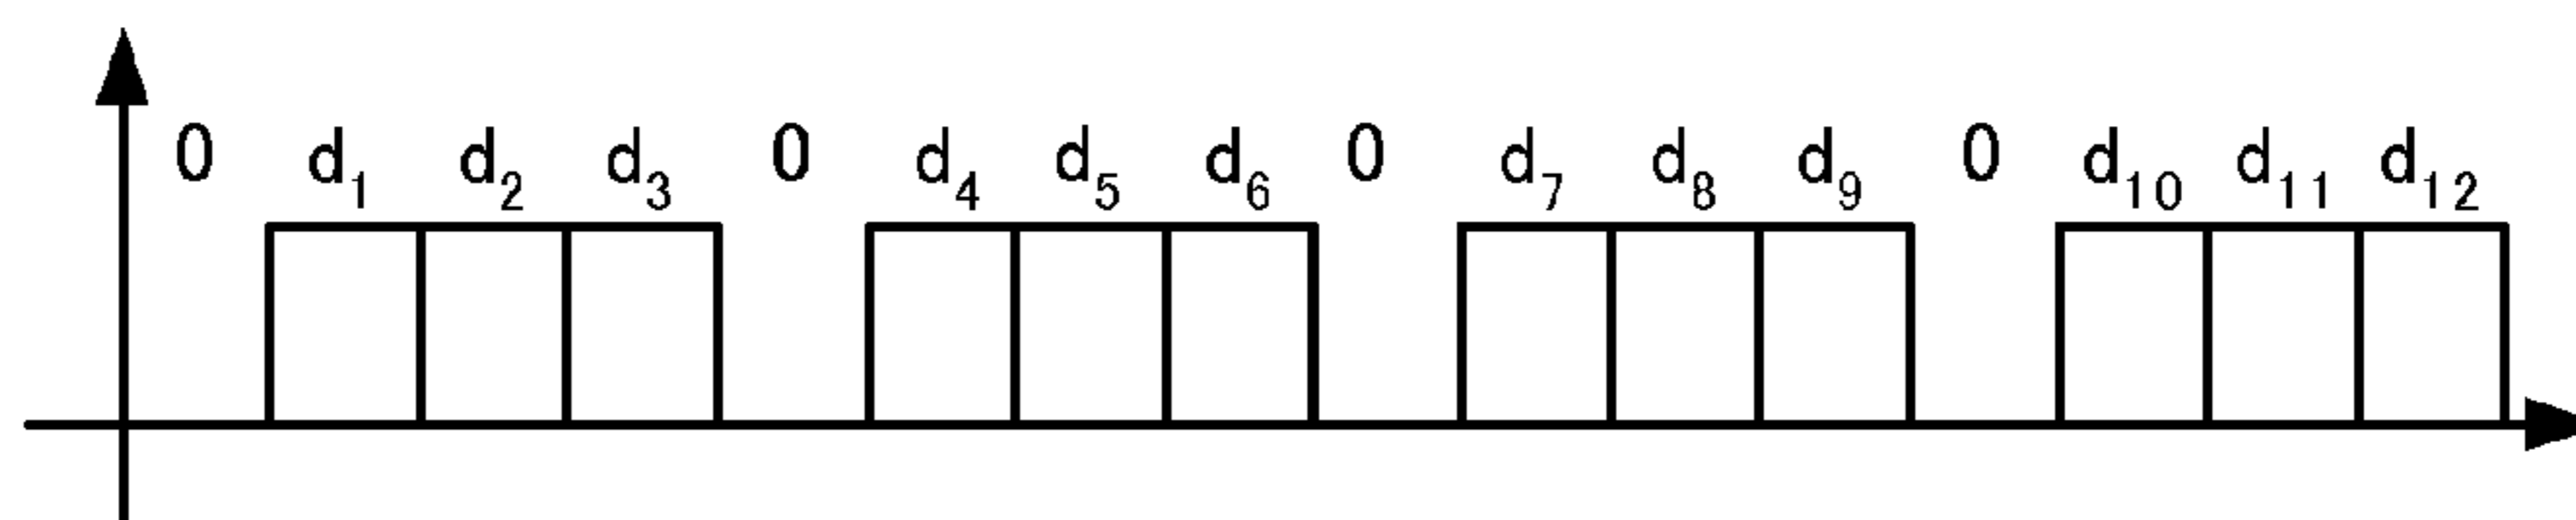 0 d₁ d₂ d₃ 0 d₄ d₅ d₆ 0 d₇ d₈ d₉ 0 d₁₀ d₁₁ d₁₂